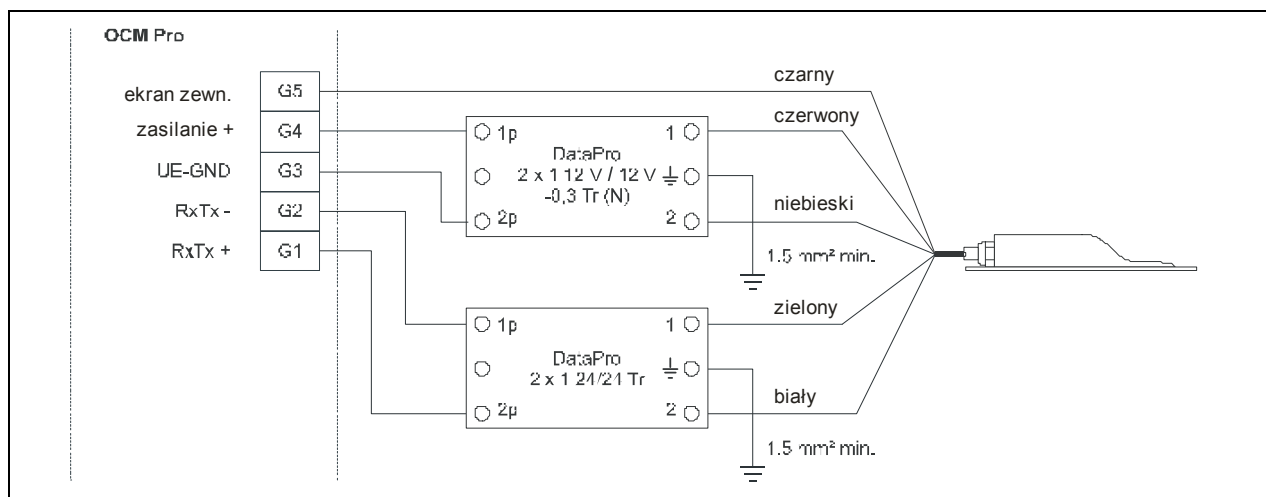 OCM Pro
ekran zewn. G5
zasilanie + G4
UE-GND G3
RxTx - G2
RxTx + G1
czarny
czerwony
niebieski
1p 1
DataPro
2 x 1 12 V / 12 V
-0,3 Tr (N)
2p 2
1.5 mm² min.
zielony
1p 1
DataPro
2 x 1 24/24 Tr
2p 2
biały
1.5 mm² min.